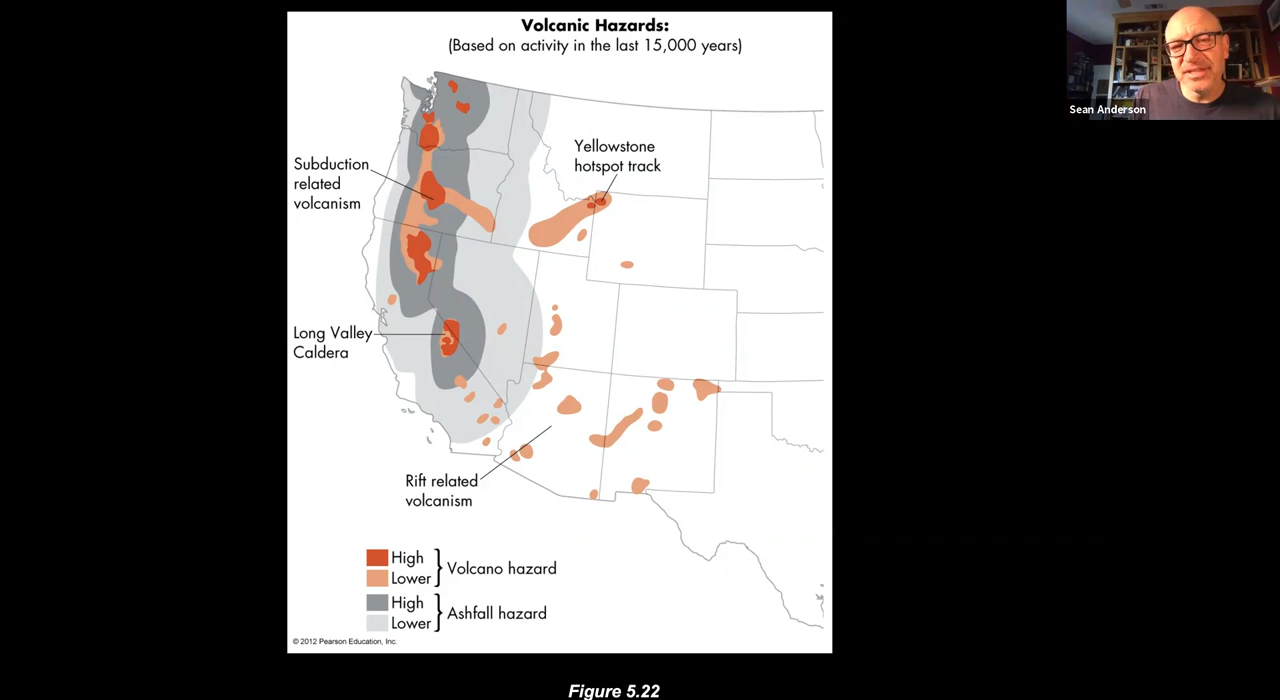 Volcanic Hazards:
(Based on activity in the last 15,000 years)
Sean Anderson
Yellowstone
hotspot track
Subduction
related
volcanism
Long Valley
Caldera
Rift related
volcanism
High
Lower
Volcano hazard
High
Lower
Ashfall hazard
© 2012 Pearson Education, Inc.
Figure 5.22